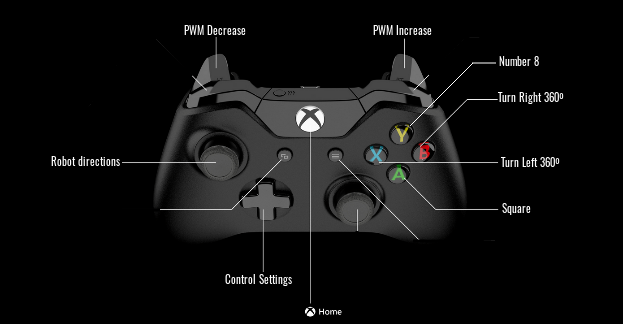 PWM Decrease
PWM Increase
Number 8
Turn Right 360º
Y
X
B
A
Robot directions
Turn Left 360º
Square
Control Settings
Home